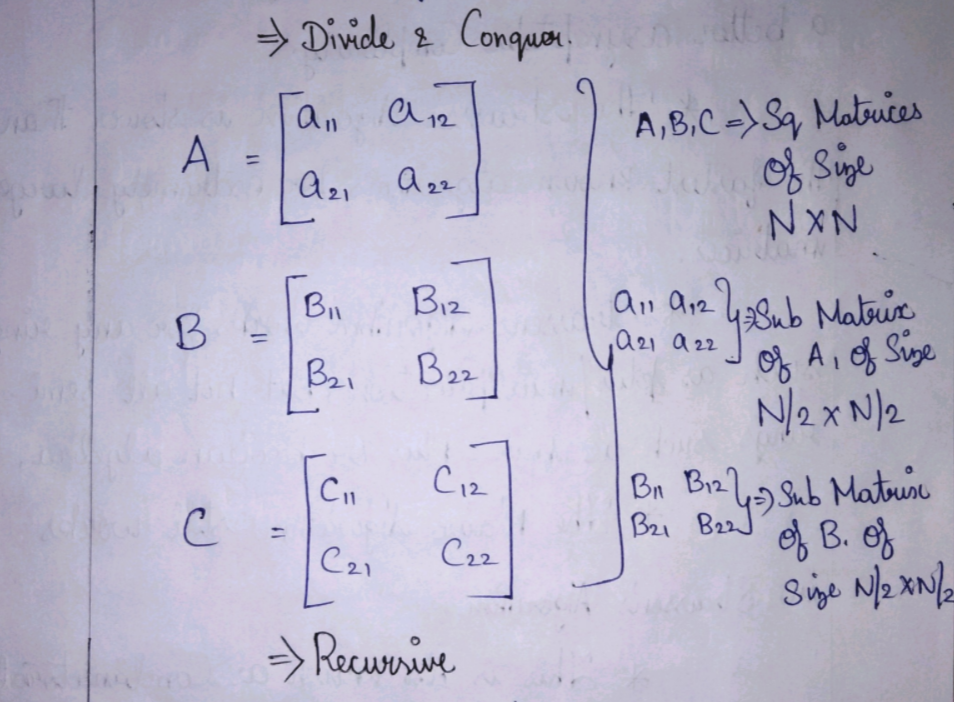 ⇒ Divide & Conquer.
A = [ a11 a12
a21 a22 ]
B = [ B11 B12
B21 B22 ]
C = [ C11 C12
C21 C22 ]
A, B, C ⇒ Sq Matrices
Of Size
N x N
a11 a12
a21 a22 } ⇒ Sub Matrix
of A, of Size
N/2 x N/2
B11 B12
B21 B22 } ⇒ Sub Matrix
of B. of
Size N/2 x N/2
⇒ Recursive